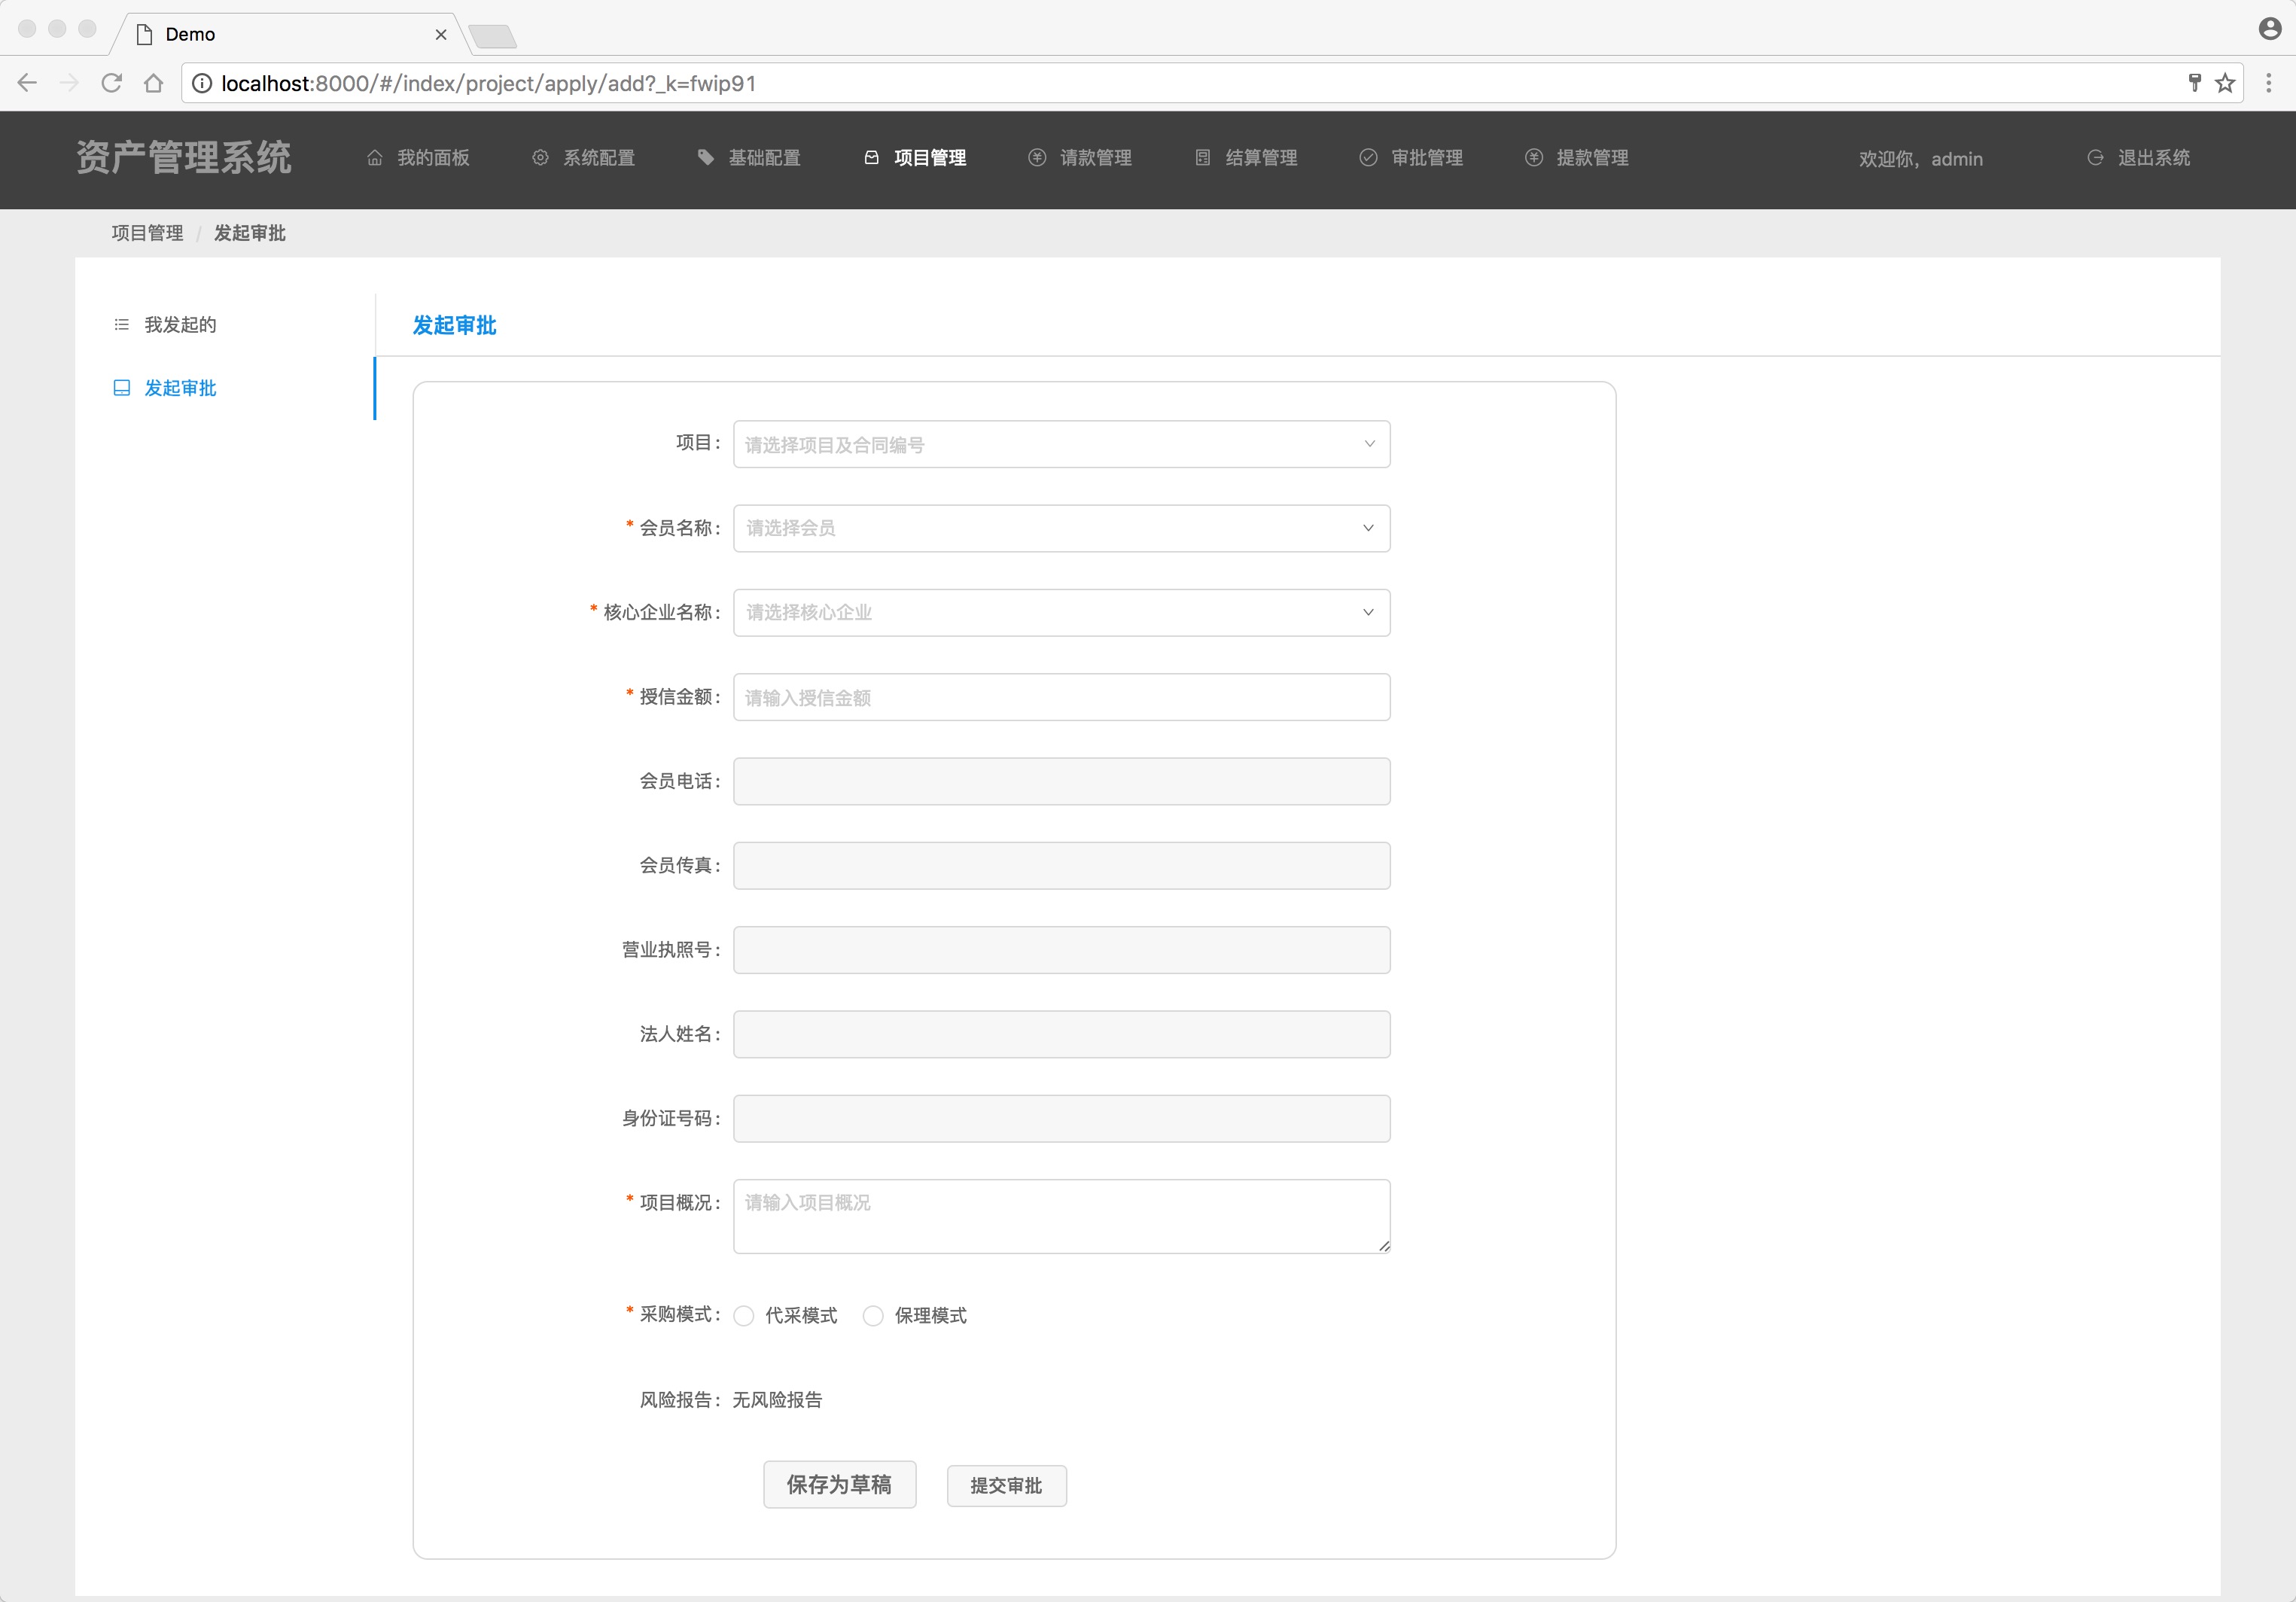 Demo
localhost:8000/#/index/project/apply/add?_k=fwip91
资产管理系统 我的面板 系统配置 基础配置 项目管理 请款管理 结算管理 审批管理 提款管理 欢迎你，admin 退出系统
项目管理 / 发起审批
我发起的
发起审批
发起审批
项目： 请选择项目及合同编号
* 会员名称： 请选择会员
* 核心企业名称： 请选择核心企业
* 授信金额： 请输入授信金额
会员电话：
会员传真：
营业执照号：
法人姓名：
身份证号码：
* 项目概况： 请输入项目概况
* 采购模式： 代采模式 保理模式
风险报告： 无风险报告
保存为草稿 提交审批